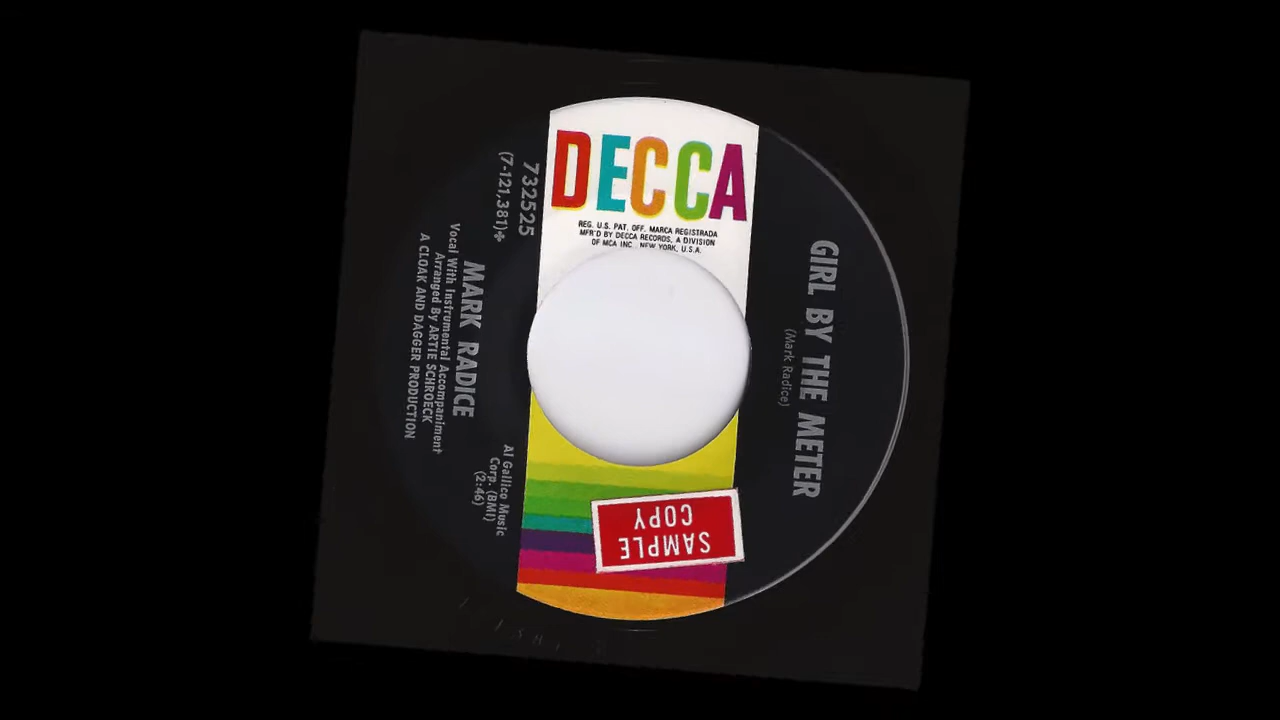 DECCA
REG. U.S. PAT. OFF. MARCA REGISTRADA
MFR'D BY DECCA RECORDS, A DIVISION
OF MCA INC., NEW YORK, U.S.A.
GIRL BY THE METER
(Mark Radice)
732525
(7-121,381)✤
MARK RADICE
Vocal With Instrumental Accompaniment
Arranged By ARTIE SCHROECK
A CLOAK AND DAGGER PRODUCTION
Al Gallico Music
Corp. (BMI)
(2:46)
SAMPLE
COPY